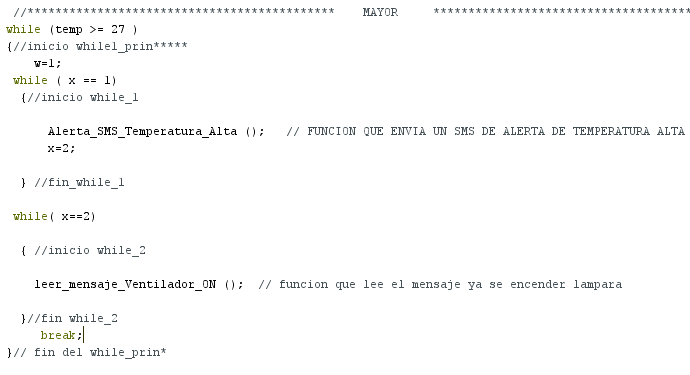 //******************************************** MAYOR *************************************
while (temp >= 27 )
{//inicio while1_prin*****
w=1;
while ( x == 1)
{//inicio while_1
Alerta_SMS_Temperatura_Alta (); // FUNCION QUE ENVIA UN SMS DE ALERTA DE TEMPERATURA ALTA
x=2;
} //fin_while_1
while( x==2)
{ //inicio while_2
leer_mensaje_Ventilador_ON (); // funcion que lee el mensaje ya se encender lampara
}//fin while_2
break;
}// fin del while_prin*